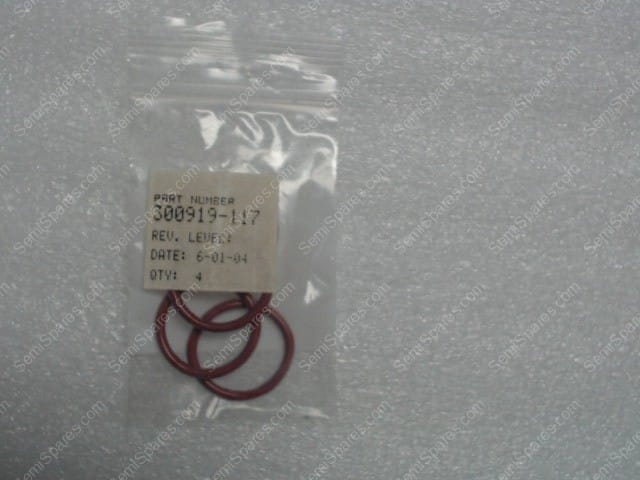 PART NUMBER
300919-117
REV. LEVEL:
DATE: 6-01-04
QTY: 4
SemiSpares.com